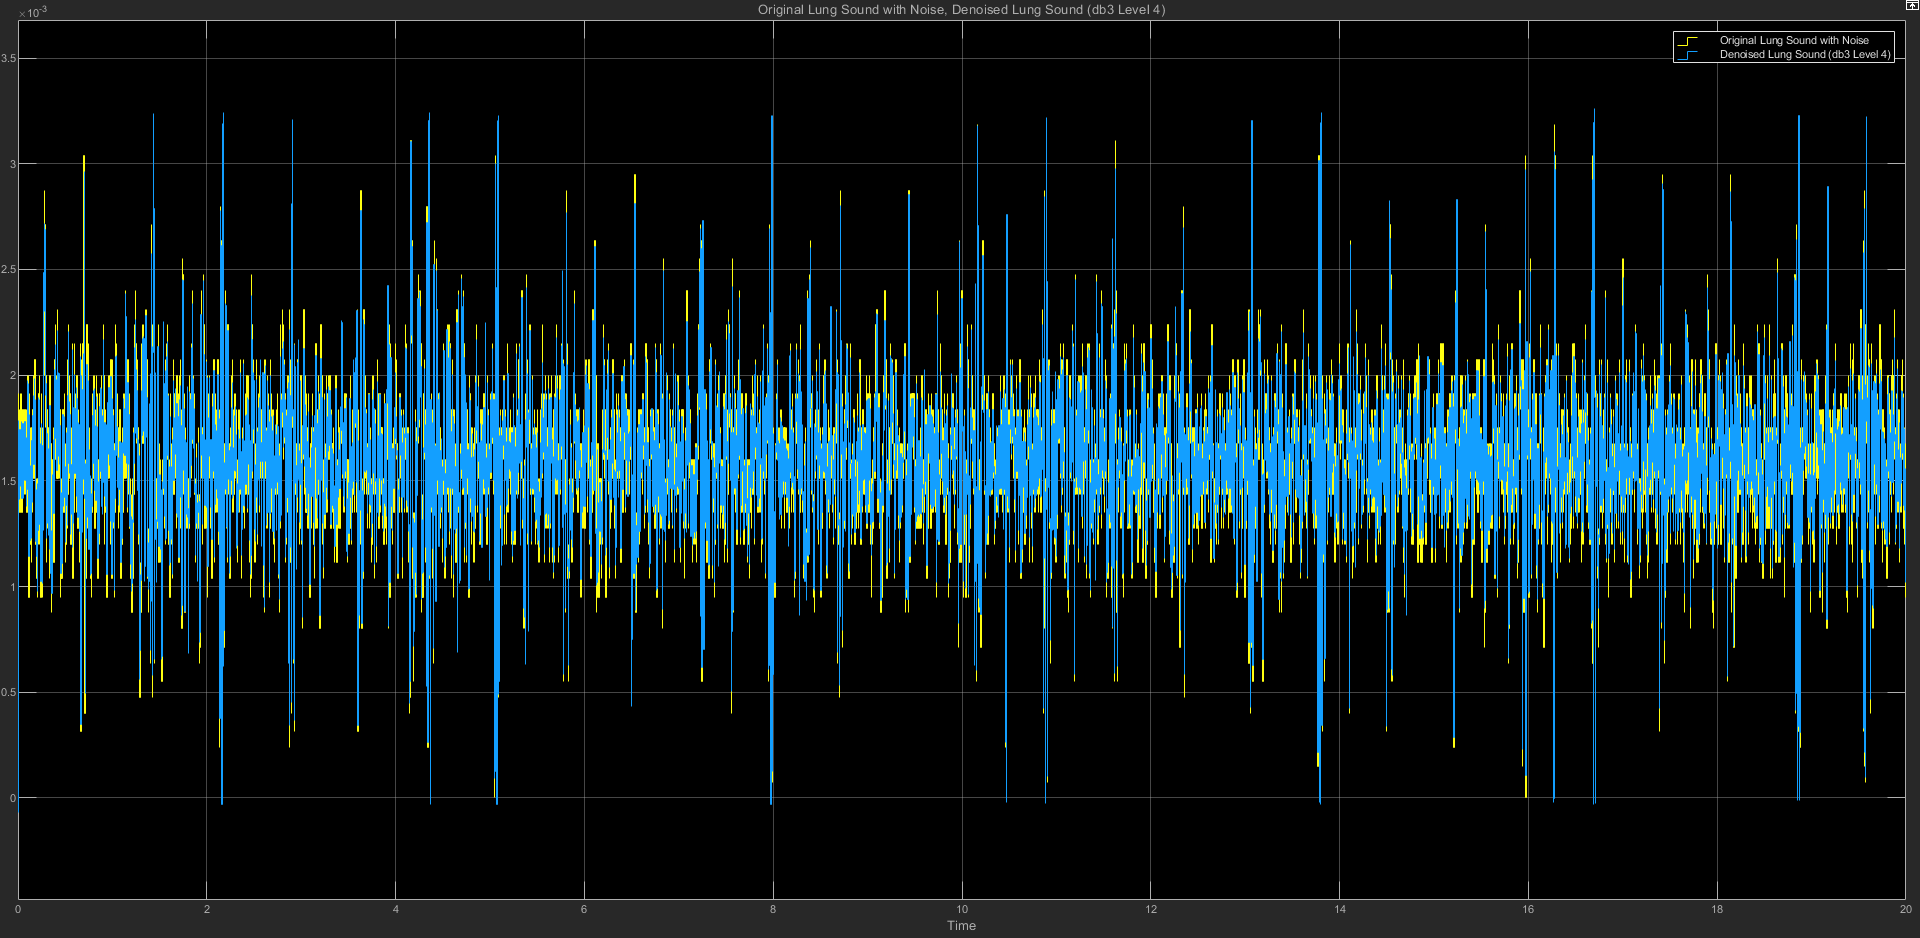 Original Lung Sound with Noise, Denoised Lung Sound (db3 Level 4)
×10⁻³
Original Lung Sound with Noise
Denoised Lung Sound (db3 Level 4)
3.5
3
2.5
2
1.5
1
0.5
0
0 2 4 6 8 10 12 14 16 18 20
Time